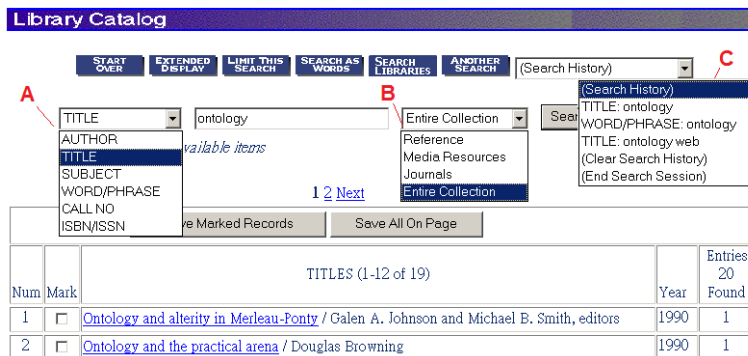 Library Catalog
START OVER
EXTENDED DISPLAY
LIMIT THIS SEARCH
SEARCH AS WORDS
SEARCH LIBRARIES
ANOTHER SEARCH
(Search History)
C
(Search History)
TITLE: ontology
WORD/PHRASE: ontology
TITLE: ontology web
(Clear Search History)
(End Search Session)
A
TITLE
ontology
B
Entire Collection
AUTHOR
TITLE
SUBJECT
WORD/PHRASE
CALL NO
ISBN/ISSN
items
Reference
Media Resources
Journals
Entire Collection
1 2 Next
Marked Records
Save All On Page
Num Mark TITLES (1-12 of 19) Year Entries 20 Found
1 Ontology and alterity in Merleau-Ponty / Galen A. Johnson and Michael B. Smith, editors 1990 1
2 Ontology and the practical arena / Douglas Browning 1990 1